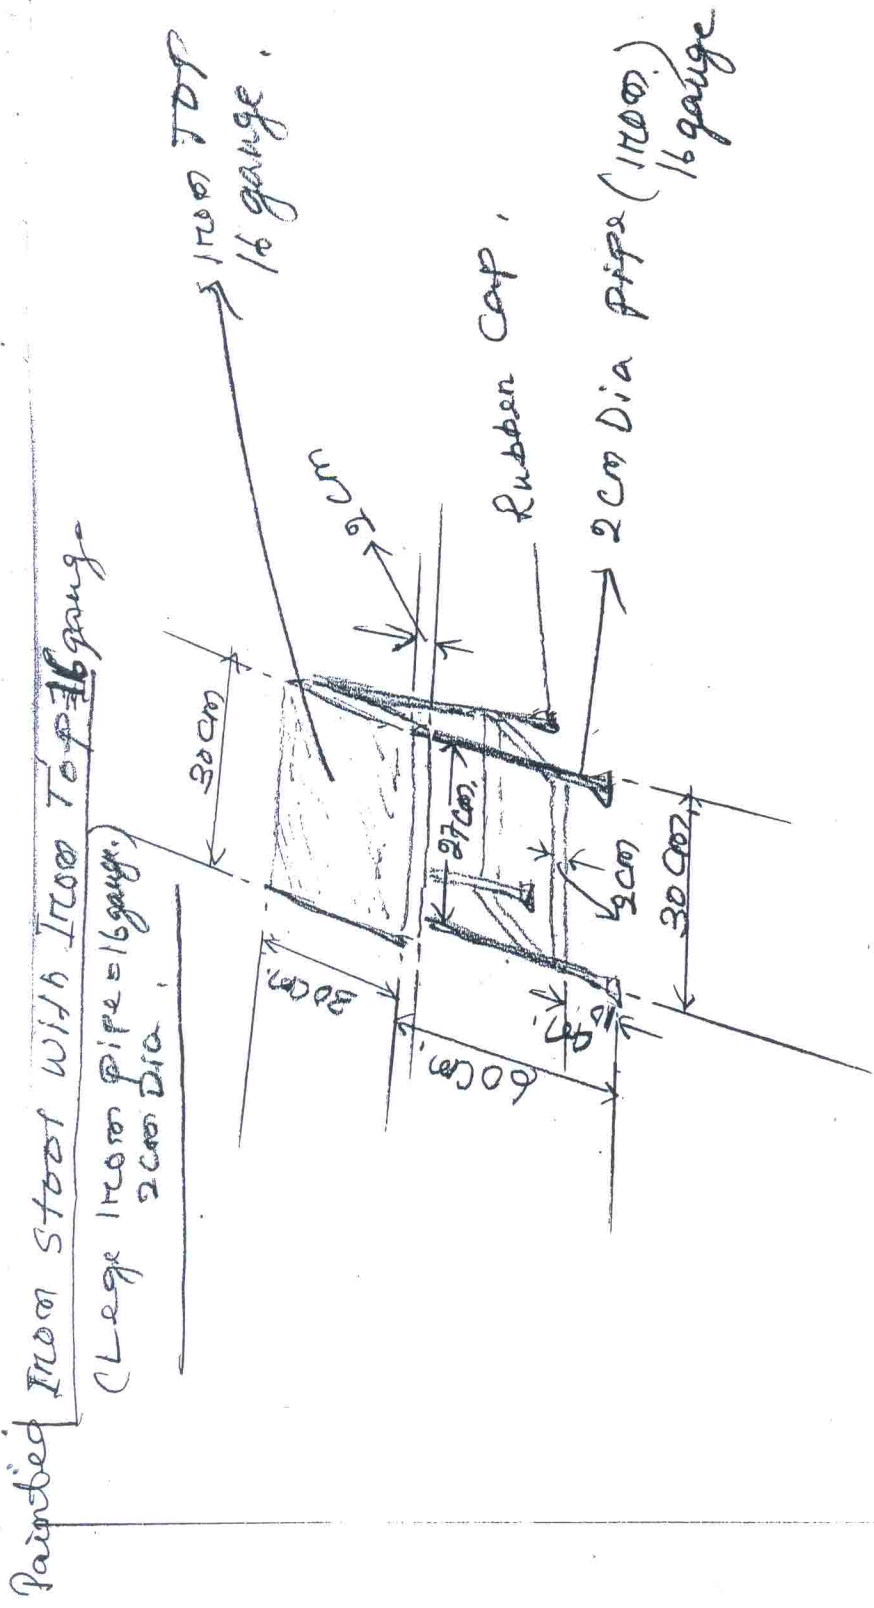 Painted Iron Stool With Iron Top 16 gaug.
(Lege Iron pipe = 16 gauge.)
2 cm Dia.
Iron TOP
16 gauge.
30 cm
2 cm
30 cm.
Rubber Cap.
27 cm.
60 cm.
2 cm
2 cm Dia pipe (Iron.)
16 gauge
30 cm.